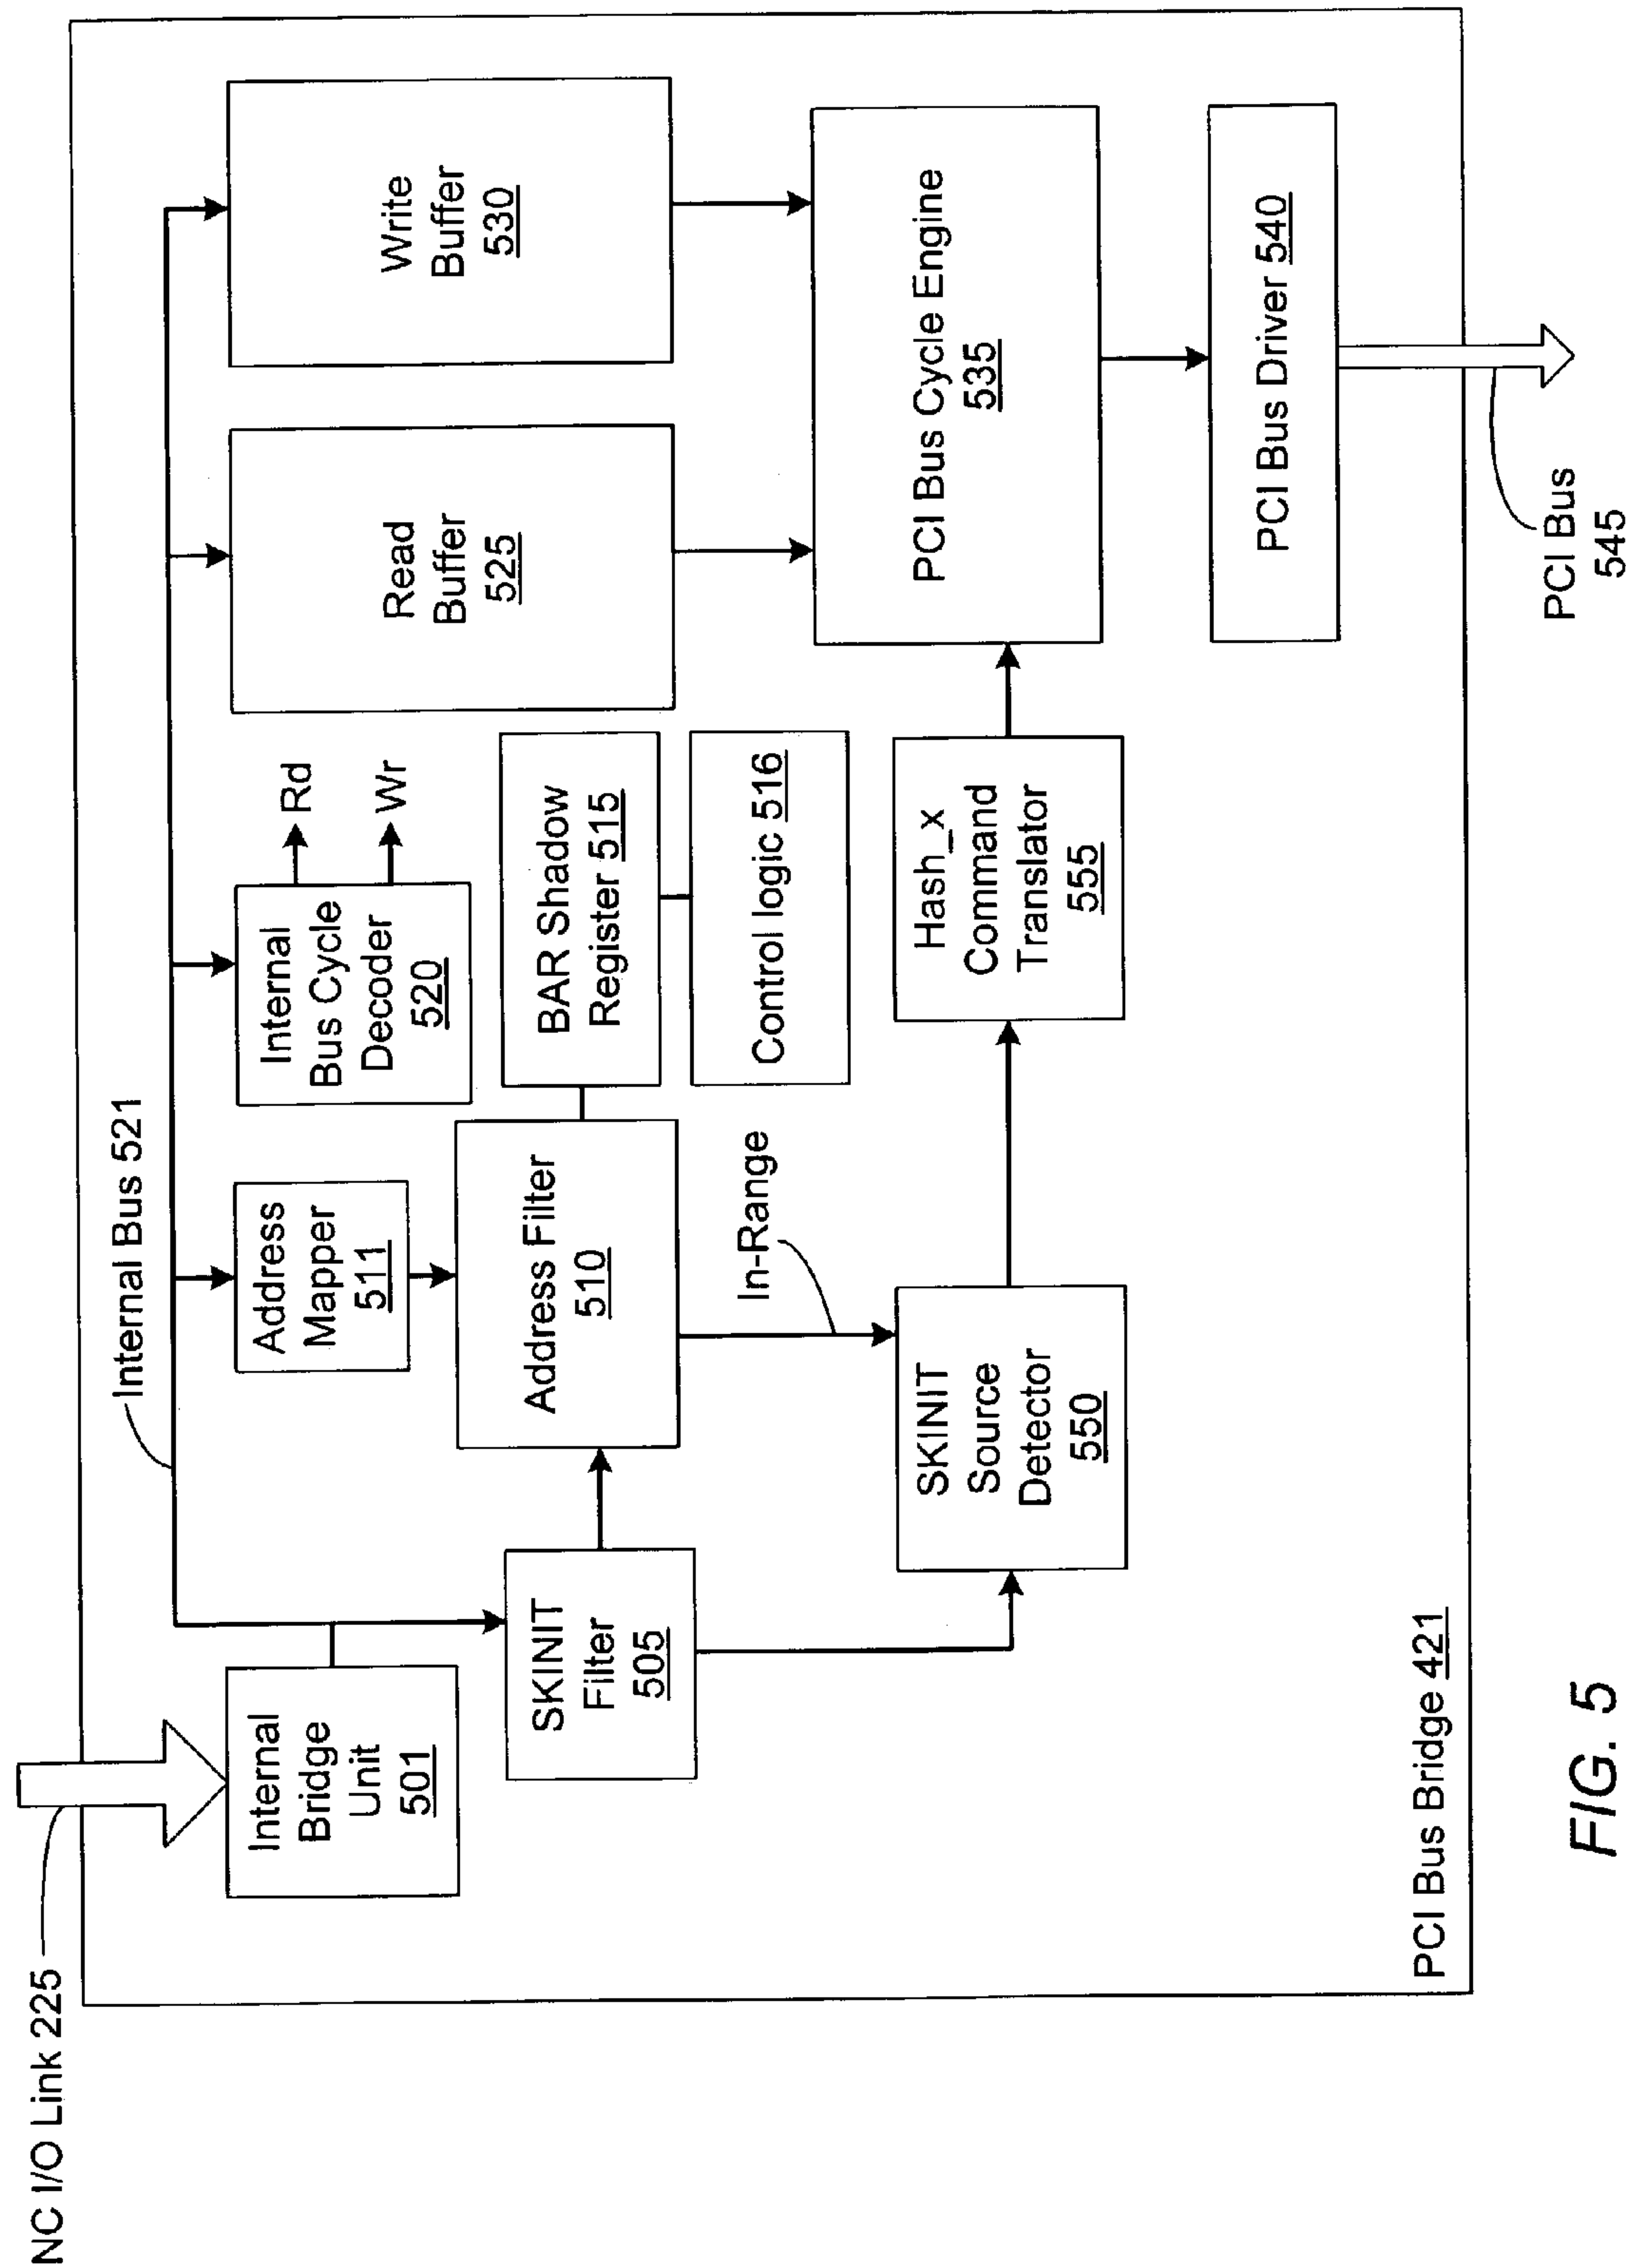 NC I/O Link 225
Internal Bus 521
Internal
Bridge
Unit
501
Address
Mapper
511
Internal
Bus Cycle
Decoder
520
Rd
Wr
Read
Buffer
525
Write
Buffer
530
SKINIT
Filter
505
Address Filter
510
BAR Shadow
Register 515
Control logic 516
In-Range
SKINIT
Source
Detector
550
Hash_x
Command
Translator
555
PCI Bus Cycle Engine
535
PCI Bus Driver 540
PCI Bus Bridge 421
PCI Bus
545
FIG. 5